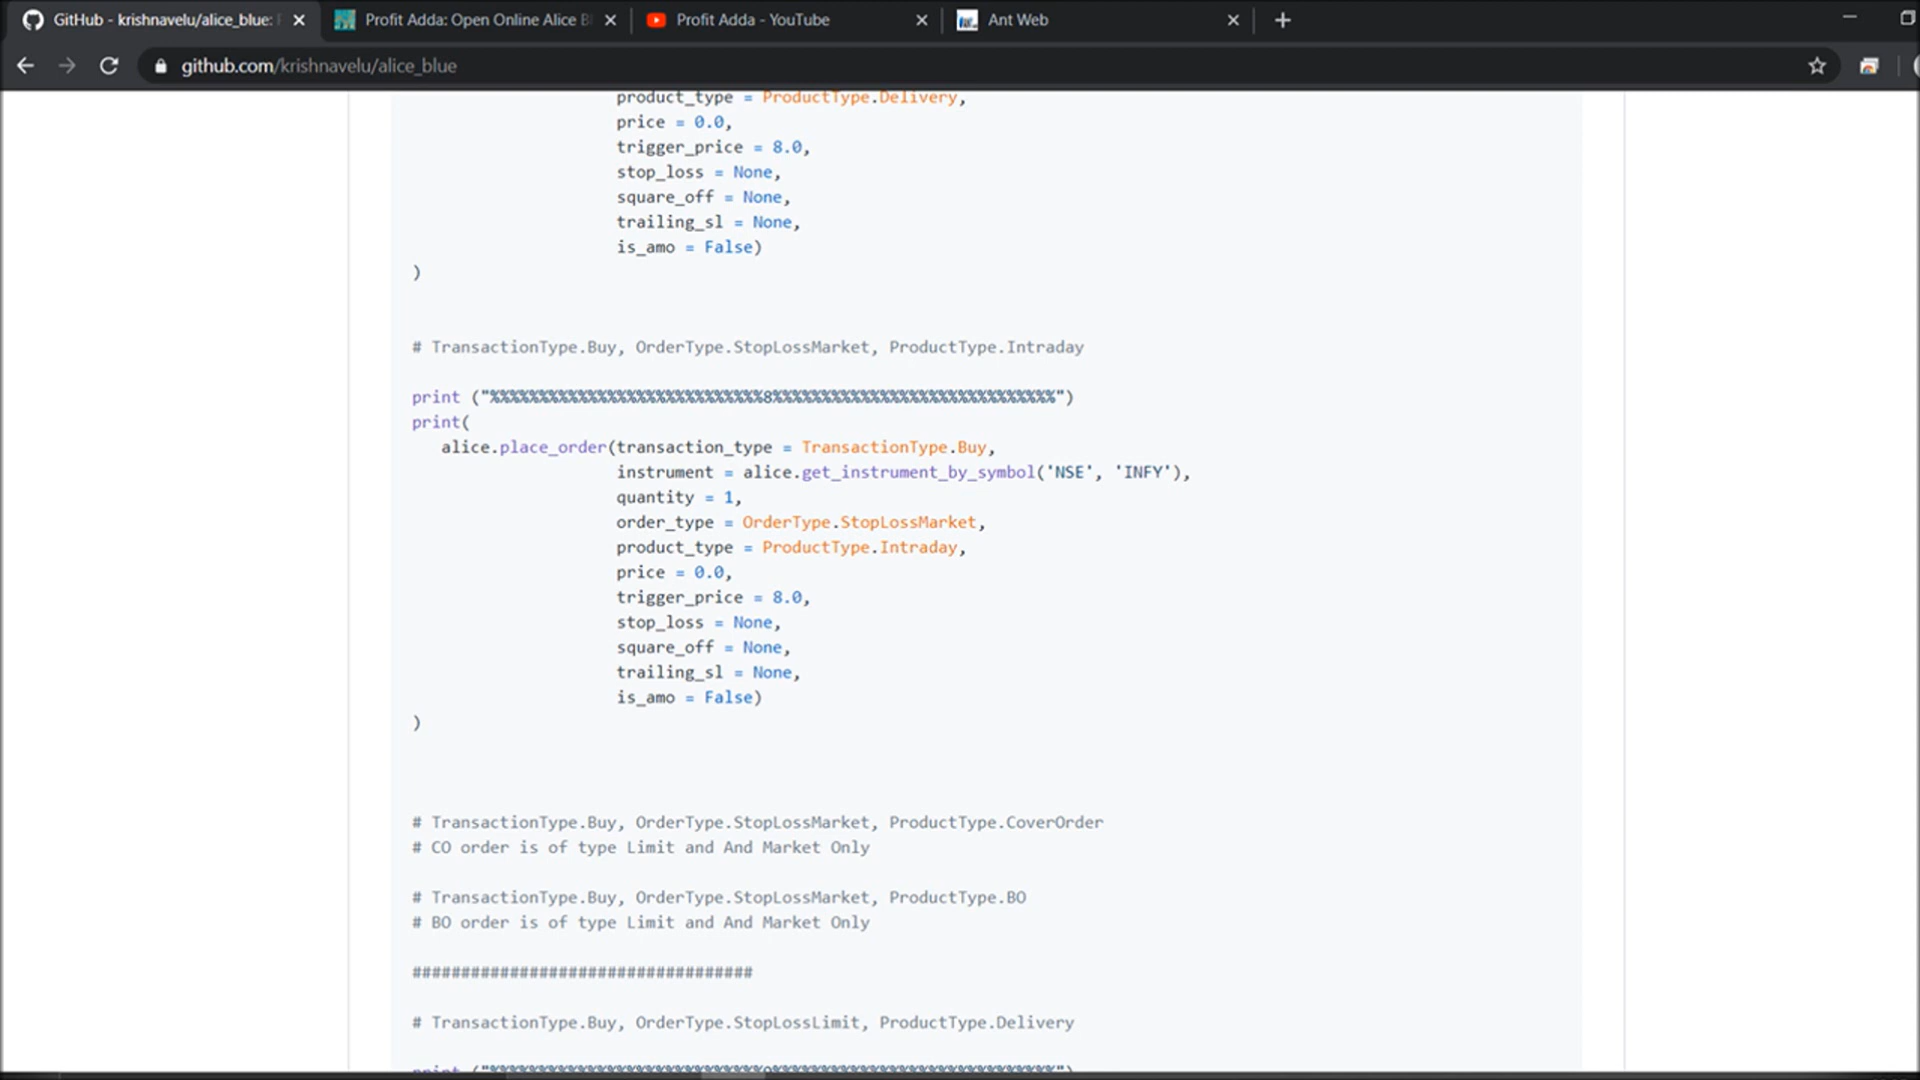 GitHub - krishnavelu/alice_blue:
Profit Adda: Open Online Alice B
Profit Adda - YouTube
Ant Web
github.com/krishnavelu/alice_blue
product_type = ProductType.Delivery,
price = 0.0,
trigger_price = 8.0,
stop_loss = None,
square_off = None,
trailing_sl = None,
is_amo = False)
)
# TransactionType.Buy, OrderType.StopLossMarket, ProductType.Intraday
print ("%%%%%%%%%%%%%%%%%%%%%%%%%%%%8%%%%%%%%%%%%%%%%%%%%%%%%%%%%%")
print(
alice.place_order(transaction_type = TransactionType.Buy,
instrument = alice.get_instrument_by_symbol('NSE', 'INFY'),
quantity = 1,
order_type = OrderType.StopLossMarket,
product_type = ProductType.Intraday,
price = 0.0,
trigger_price = 8.0,
stop_loss = None,
square_off = None,
trailing_sl = None,
is_amo = False)
)
# TransactionType.Buy, OrderType.StopLossMarket, ProductType.CoverOrder
# CO order is of type Limit and And Market Only
# TransactionType.Buy, OrderType.StopLossMarket, ProductType.BO
# BO order is of type Limit and And Market Only
###################################
# TransactionType.Buy, OrderType.StopLossLimit, ProductType.Delivery
print ("%%%%%%%%%%%%%%%%%%%%%%%%%%%%9%%%%%%%%%%%%%%%%%%%%%%%%%%%%%")